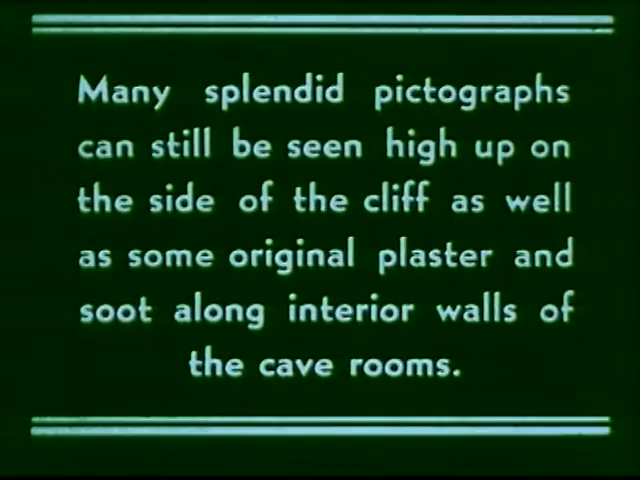 Many splendid pictographs
can still be seen high up on
the side of the cliff as well
as some original plaster and
soot along interior walls of
the cave rooms.